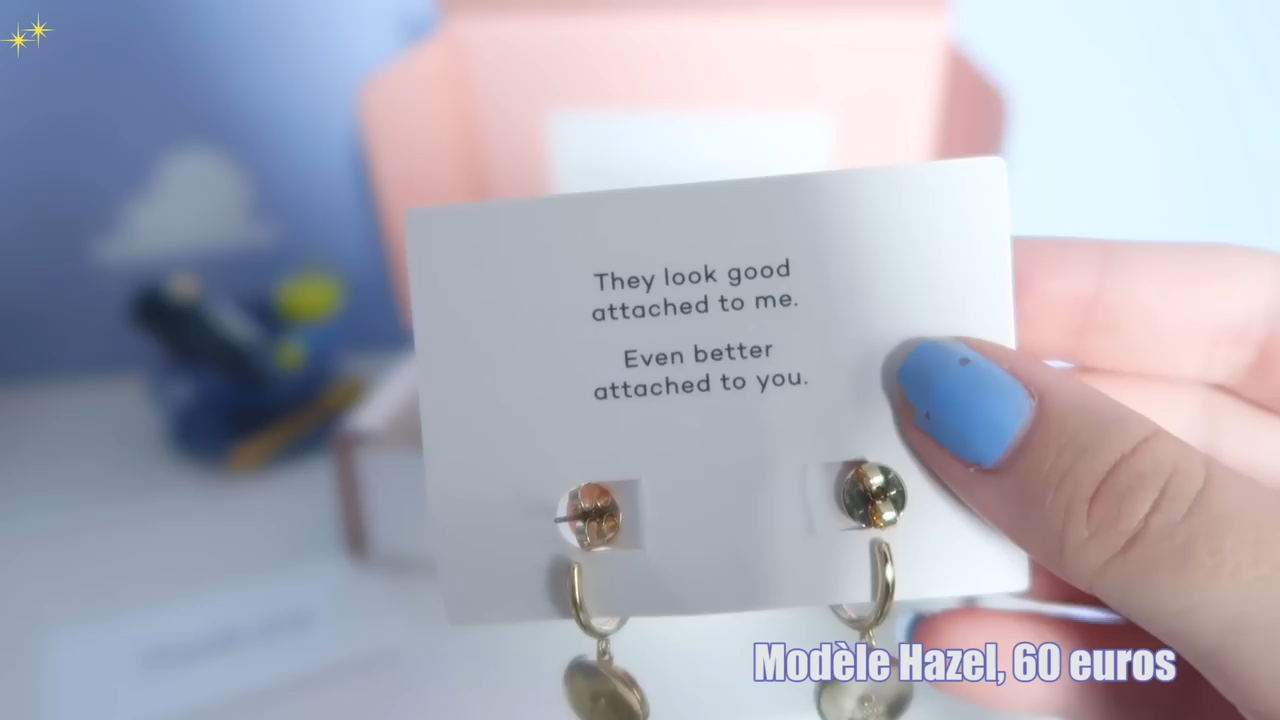 They look good
attached to me.
Even better
attached to you.
Modèle Hazel, 60 euros